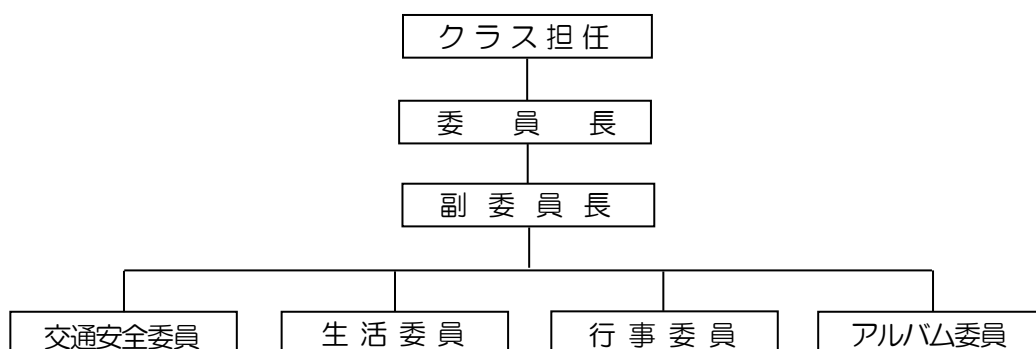 クラス担任
委員長
副委員長
交通安全委員
生活委員
行事委員
アルバム委員